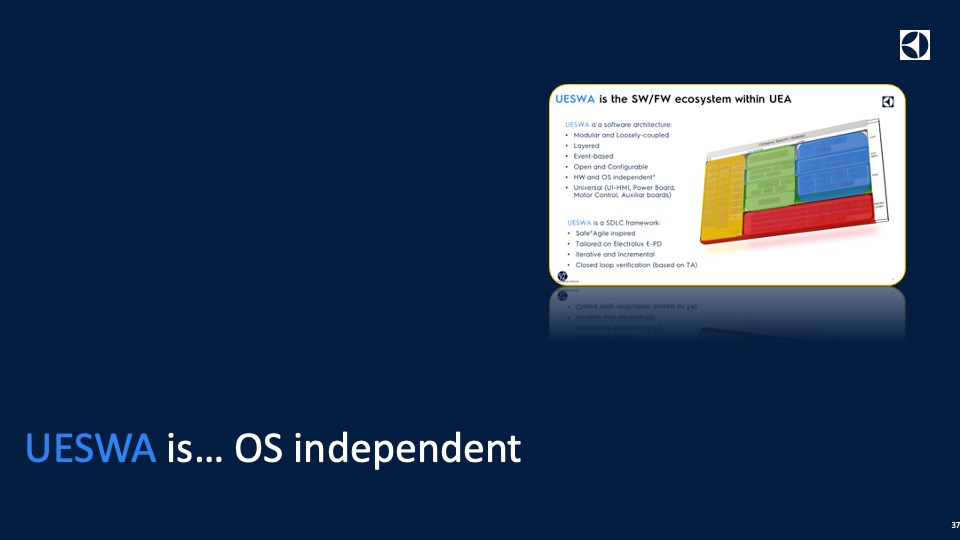 UESWA is the SW/FW ecosystem within UEA
UESWA is a software architecture:
• Modular and Loosely-coupled
• Layered
• Event-based
• Open and Configurable
• HW and OS independent*
• Universal (UI-HMI, Power Board,
Motor Control, Auxiliar boards)
UESWA is a SDLC framework:
• Safe®Agile inspired
• Tailored on Electrolux E-PD
• Iterative and Incremental
• Closed loop verification (based on TA)
Category Specific Modules
UESWA is... OS independent
37